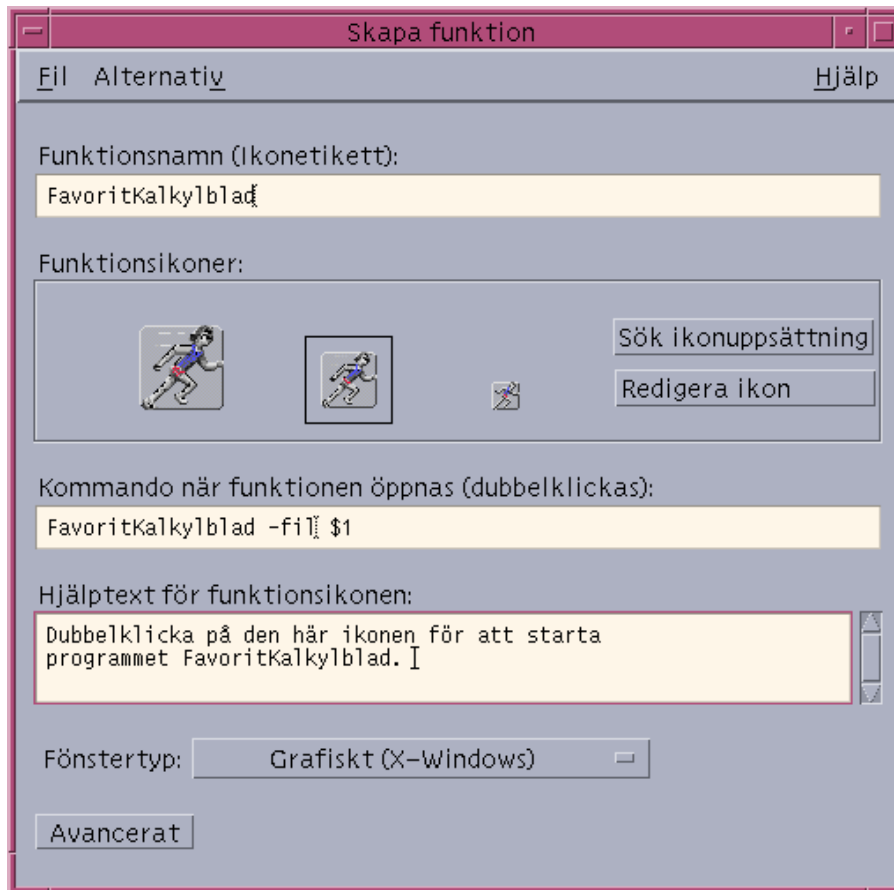 Skapa funktion
Fil Alternativ Hjälp
Funktionsnamn (Ikonetikett):
FavoritKalkylblad
Funktionsikoner:
Sök ikonuppsättning
Redigera ikon
Kommando när funktionen öppnas (dubbelklickas):
FavoritKalkylblad -fil $1
Hjälptext för funktionsikonen:
Dubbelklicka på den här ikonen för att starta
programmet FavoritKalkylblad.
Fönstertyp: Grafiskt (X-Windows)
Avancerat